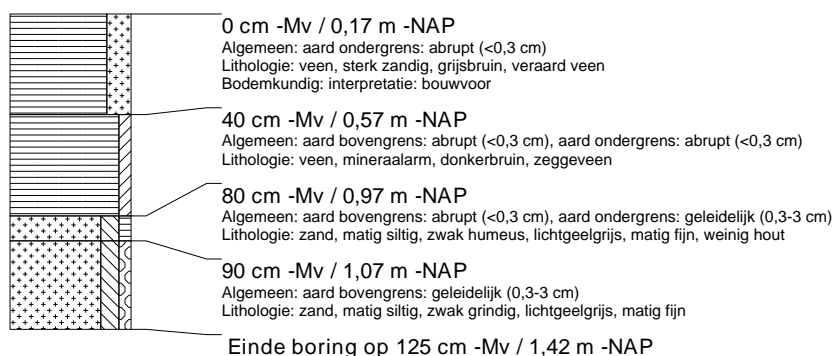 0 cm -Mv / 0,17 m -NAP
Algemeen: aard ondergrens: abrupt (<0,3 cm)
Lithologie: veen, sterk zandig, grijsbruin, veraard veen
Bodemkundig: interpretatie: bouwvoor
40 cm -Mv / 0,57 m -NAP
Algemeen: aard bovengrens: abrupt (<0,3 cm), aard ondergrens: abrupt (<0,3 cm)
Lithologie: veen, mineraalarm, donkerbruin, zeggeveen
80 cm -Mv / 0,97 m -NAP
Algemeen: aard bovengrens: abrupt (<0,3 cm), aard ondergrens: geleidelijk (0,3-3 cm)
Lithologie: zand, matig siltig, zwak humeus, lichtgeelgrijs, matig fijn, weinig hout
90 cm -Mv / 1,07 m -NAP
Algemeen: aard bovengrens: geleidelijk (0,3-3 cm)
Lithologie: zand, matig siltig, zwak grindig, lichtgeelgrijs, matig fijn
Einde boring op 125 cm -Mv / 1,42 m -NAP